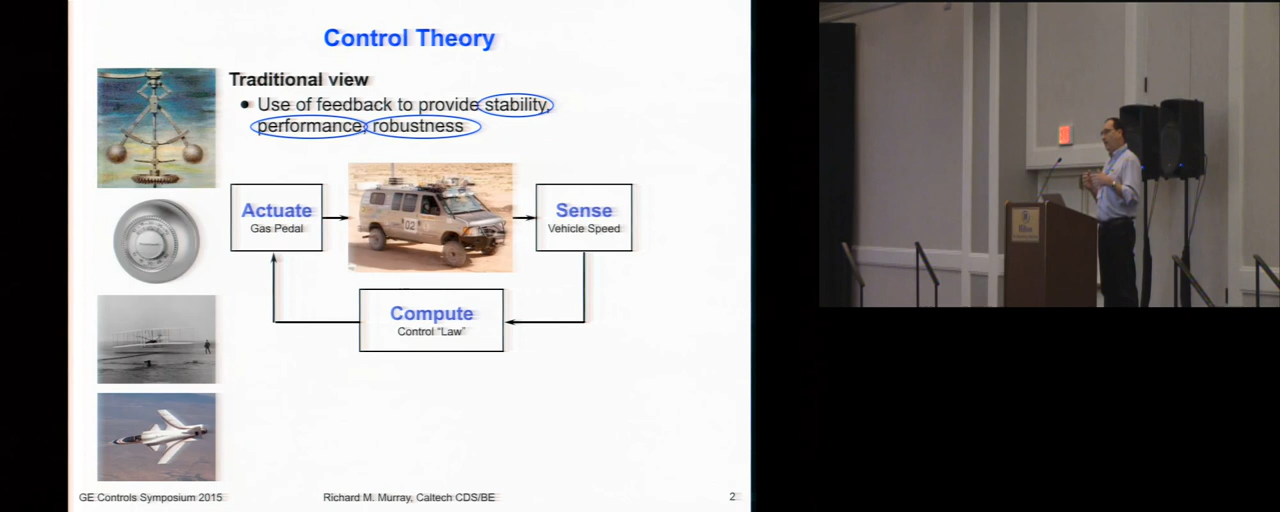 Control Theory
Traditional view
• Use of feedback to provide stability,
performance, robustness
Actuate
Gas Pedal
02
Sense
Vehicle Speed
Compute
Control "Law"
GE Controls Symposium 2015
Richard M. Murray, Caltech CDS/BE
2